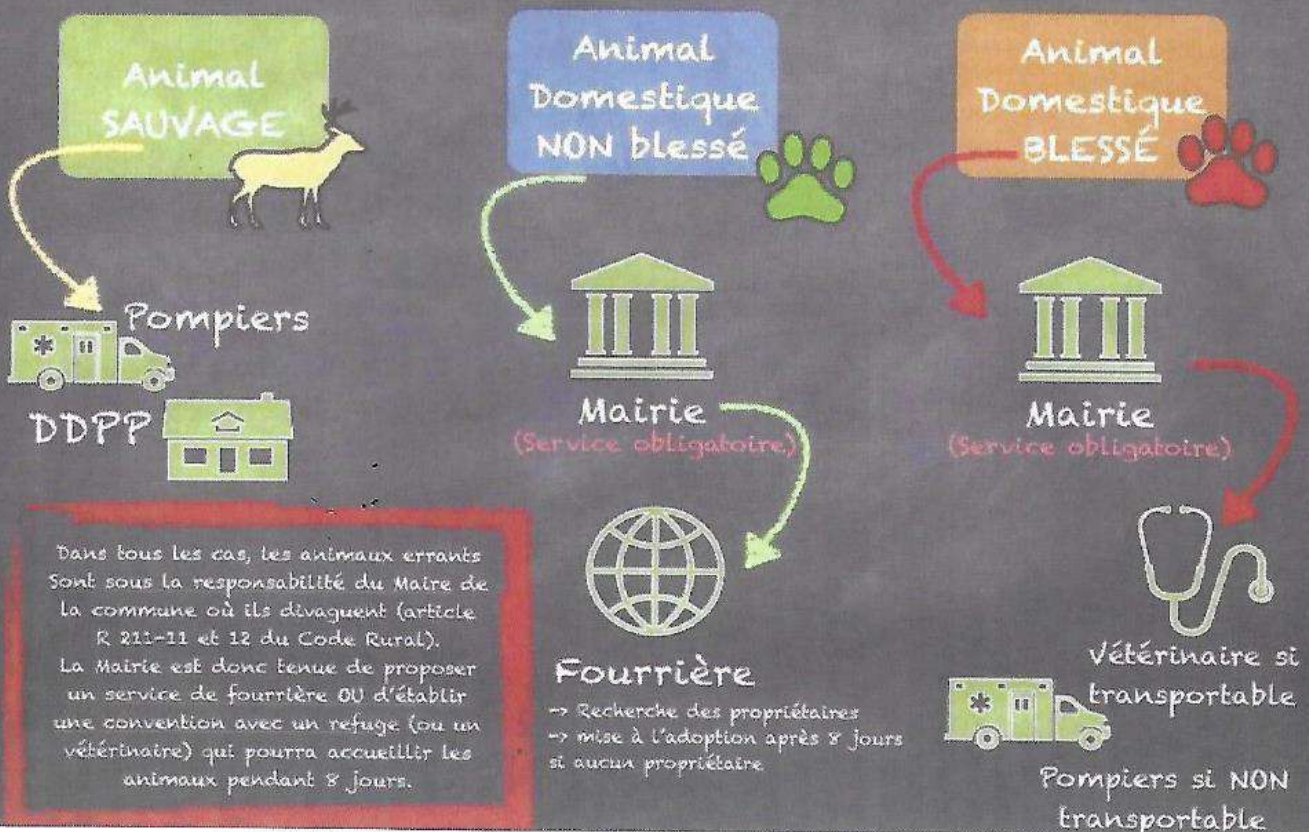 Animal
SAUVAGE
Pompiers
DDPP
Dans tous les cas, les animaux errants
Sont sous la responsabilité du Maire de
la commune où ils divaguent (article
R 211-11 et 12 du Code Rural).
La Mairie est donc tenue de proposer
un service de fourrière OU d'établir
une convention avec un refuge (ou un
vétérinaire) qui pourra accueillir les
animaux pendant 8 jours.
Animal
Domestique
NON blessé
Mairie
(Service obligatoire)
Fourrière
-> Recherche des propriétaires
-> mise à l'adoption après 8 jours
si aucun propriétaire
Animal
Domestique
BLESSÉ
Mairie
(Service obligatoire)
Vétérinaire si
transportable
Pompiers si NON
transportable